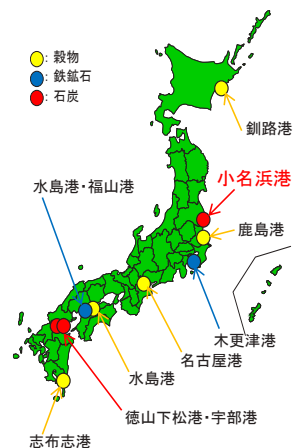 :穀物
:鉄鉱石
:石炭
釧路港
水島港・福山港
小名浜港
鹿島港
木更津港
名古屋港
水島港
徳山下松港・宇部港
志布志港